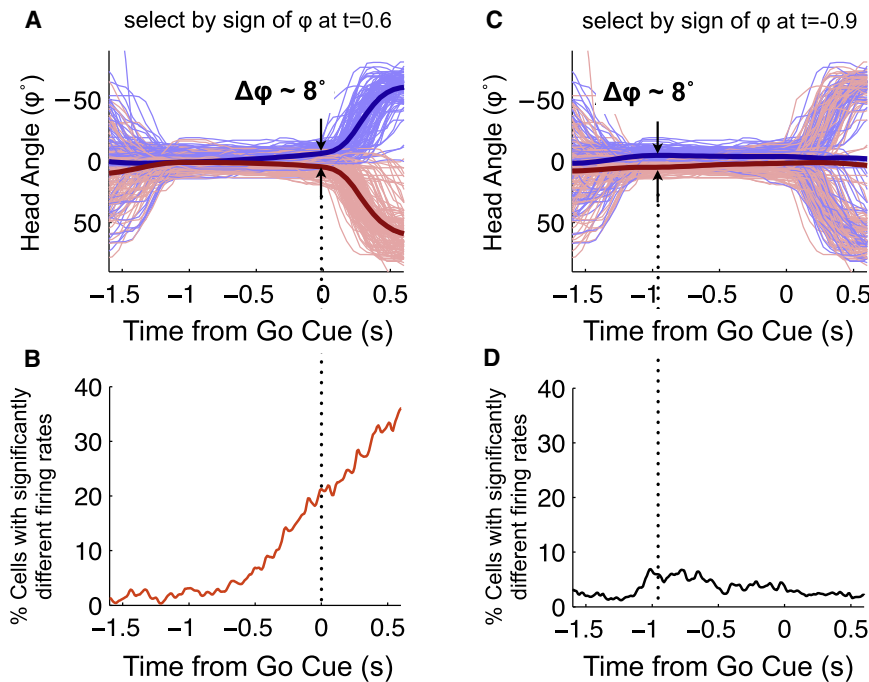 A
select by sign of φ at t=0.6
Δφ ~ 8°
Head Angle (φ°)
−50
0
50
−1.5 −1 −0.5 0 0.5
Time from Go Cue (s)
B
% Cells with significantly
different firing rates
40
30
20
10
0
−1.5 −1 −0.5 0 0.5
Time from Go Cue (s)
C
select by sign of φ at t=-0.9
Δφ ~ 8°
Head Angle (φ°)
−50
0
50
−1.5 −1 −0.5 0 0.5
Time from Go Cue (s)
D
% Cells with significantly
different firing rates
40
30
20
10
0
−1.5 −1 −0.5 0 0.5
Time from Go Cue (s)